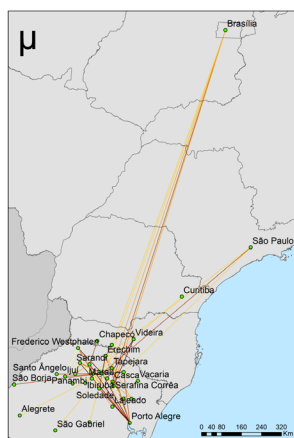 µ
Brasília
São Paulo
Curitiba
Chapecó
Videira
Frederico Westphalen
Erechim
Sarandi
Tapejara
Santo Ângelo
Ijuí
Marau
Casca
Vacaria
São Borja
Panambi
Ibirubá
Serafina Corrêa
Soledade
Lajeado
Alegrete
Porto Alegre
São Gabriel
0 40 80 160 240 320
Km